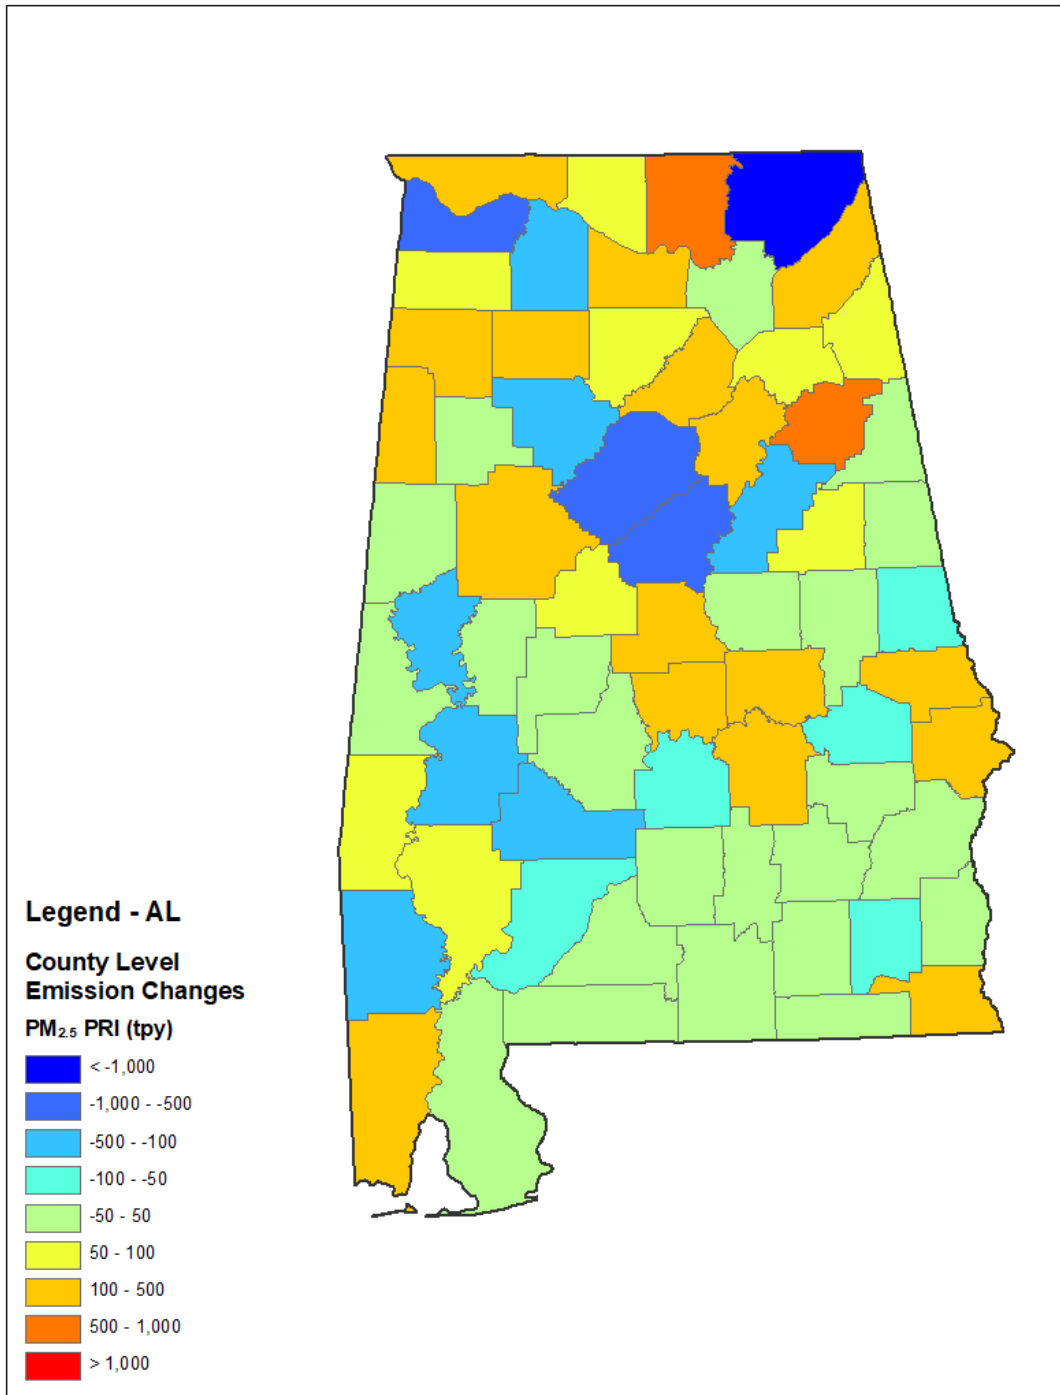 Legend - AL
County Level
Emission Changes
PM₂.₅ PRI (tpy)
< -1,000
-1,000 - -500
-500 - -100
-100 - -50
-50 - 50
50 - 100
100 - 500
500 - 1,000
> 1,000